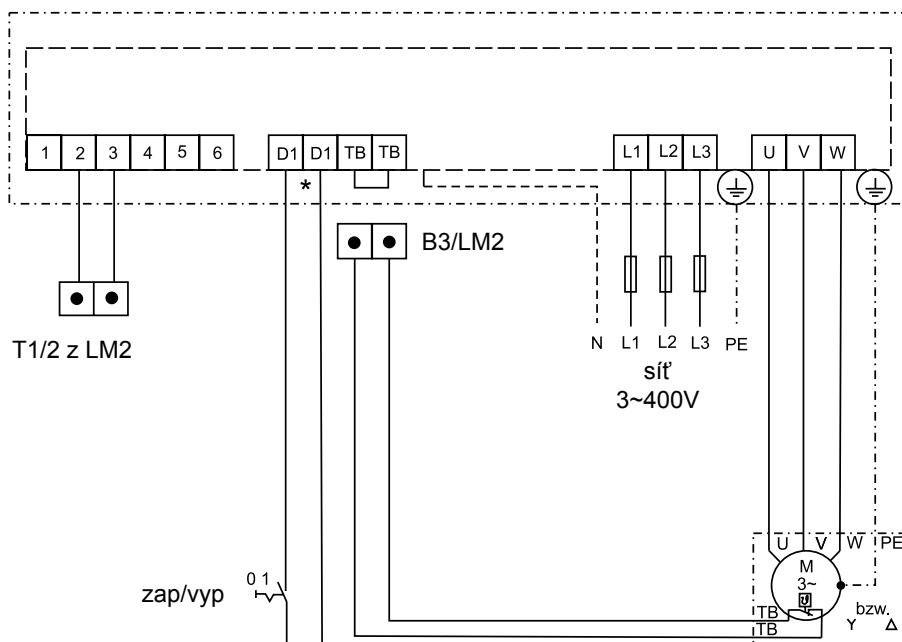 1 2 3 4 5 6 D1 D1 TB TB L1 L2 L3 U V W
*
B3/LM2
T1/2 z LM2
N L1 L2 L3 PE
síť
3~400V
U V W PE
M
3~
zap/vyp 0 1
TB
TB
bzw.
Y Δ